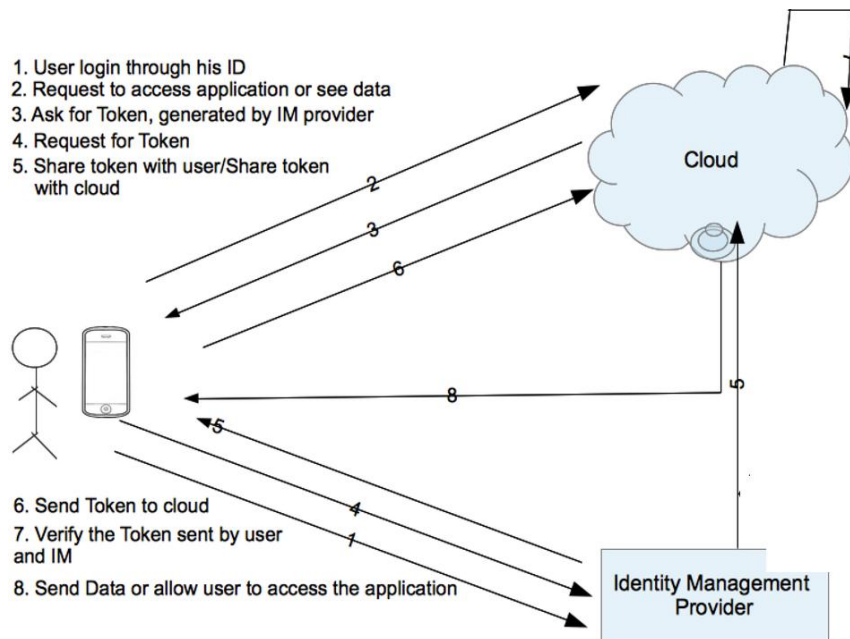 1. User login through his ID
2. Request to access application or see data
3. Ask for Token, generated by IM provider
4. Request for Token
5. Share token with user/Share token
with cloud
Cloud
2
3
6
8
5
5
4
1
6. Send Token to cloud
7. Verify the Token sent by user
and IM
8. Send Data or allow user to access the application
Identity Management
Provider